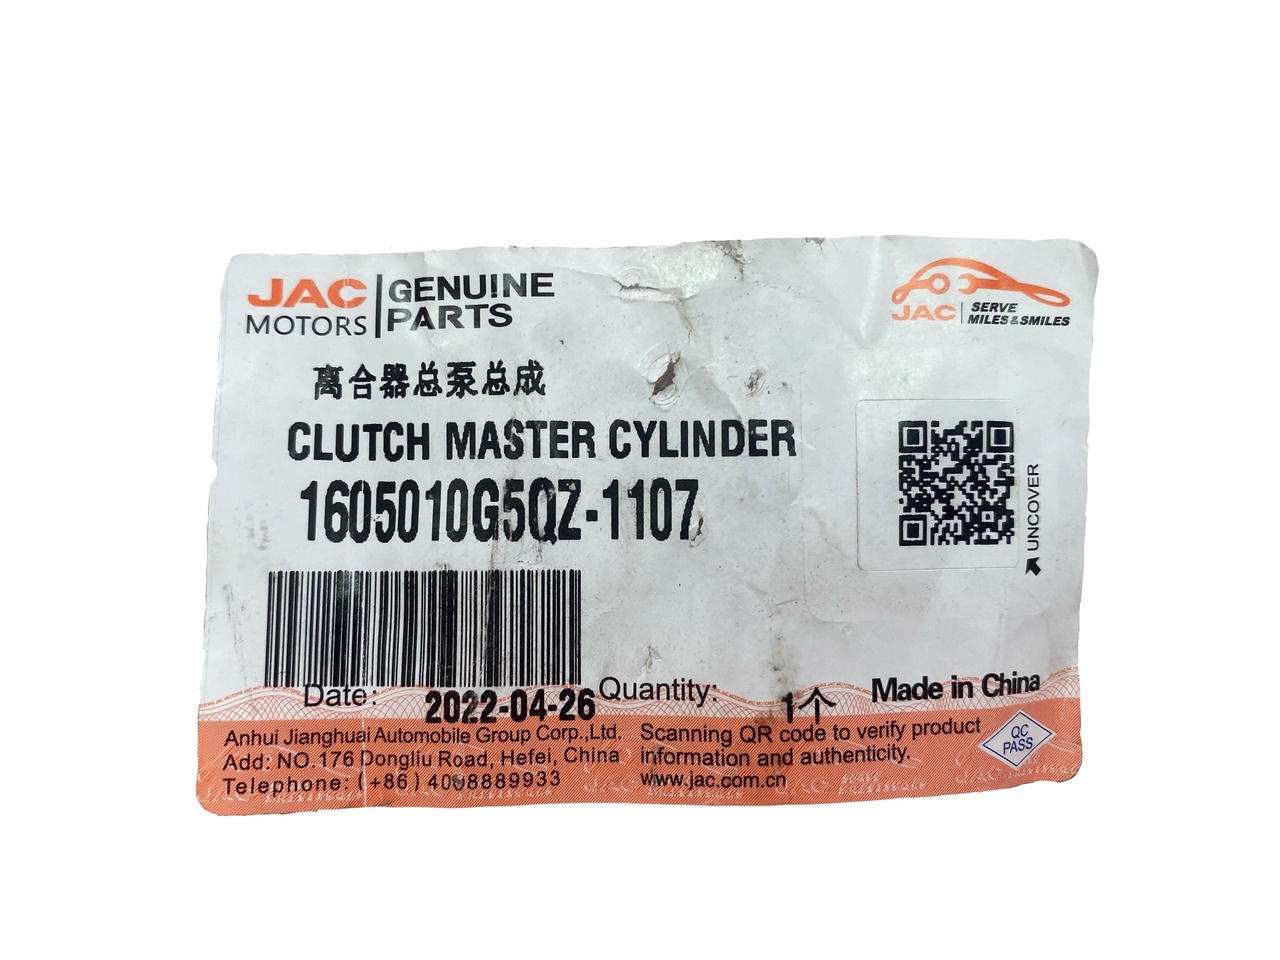 JAC MOTORS
GENUINE PARTS
JAC
SERVE
MILES&SMILES
离合器总泵总成
CLUTCH MASTER CYLINDER
1605010G5QZ-1107
UNCOVER
Date: 2022-04-26
Quantity: 1个
Made in China
Anhui Jianghuai Automobile Group Corp.,Ltd.
Add: NO.176 Dongliu Road, Hefei, China
Telephone: (+86) 4008889933
Scanning QR code to verify product
information and authenticity.
www.jac.com.cn
QC
PASS